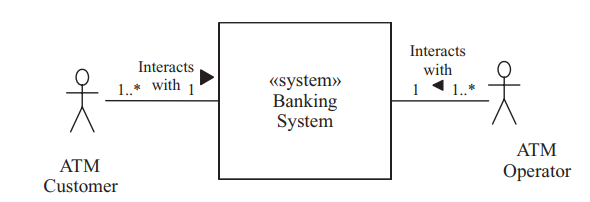 Interacts
with
1..*
1
«system»
Banking
System
Interacts
with
1
1..*
ATM
Customer
ATM
Operator